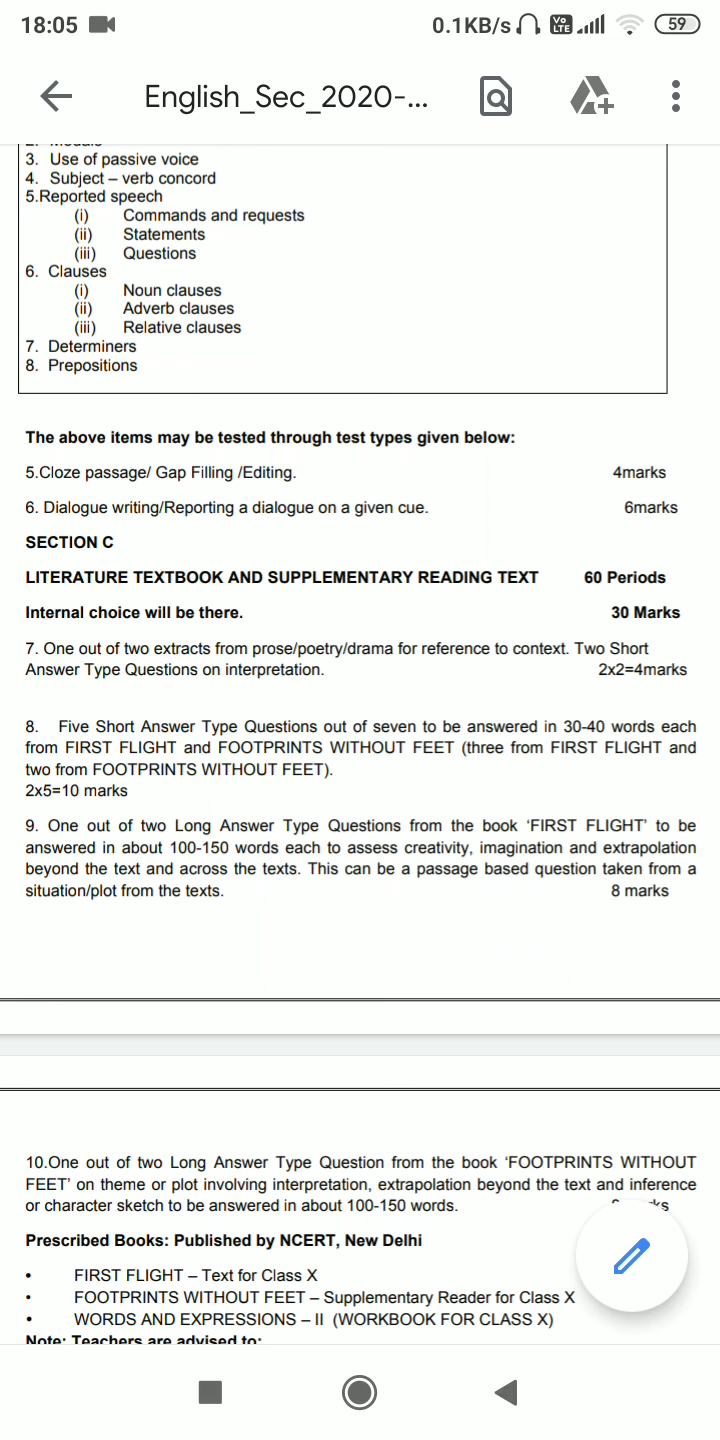 18:05 0.1KB/s Vo LTE 59
English_Sec_2020-...
3. Use of passive voice
4. Subject – verb concord
5.Reported speech
(i) Commands and requests
(ii) Statements
(iii) Questions
6. Clauses
(i) Noun clauses
(ii) Adverb clauses
(iii) Relative clauses
7. Determiners
8. Prepositions
The above items may be tested through test types given below:
5.Cloze passage/ Gap Filling /Editing. 4marks
6. Dialogue writing/Reporting a dialogue on a given cue. 6marks
SECTION C
LITERATURE TEXTBOOK AND SUPPLEMENTARY READING TEXT 60 Periods
Internal choice will be there. 30 Marks
7. One out of two extracts from prose/poetry/drama for reference to context. Two Short
Answer Type Questions on interpretation. 2x2=4marks
8. Five Short Answer Type Questions out of seven to be answered in 30-40 words each
from FIRST FLIGHT and FOOTPRINTS WITHOUT FEET (three from FIRST FLIGHT and
two from FOOTPRINTS WITHOUT FEET).
2x5=10 marks
9. One out of two Long Answer Type Questions from the book ‘FIRST FLIGHT’ to be
answered in about 100-150 words each to assess creativity, imagination and extrapolation
beyond the text and across the texts. This can be a passage based question taken from a
situation/plot from the texts. 8 marks
10.One out of two Long Answer Type Question from the book ‘FOOTPRINTS WITHOUT
FEET’ on theme or plot involving interpretation, extrapolation beyond the text and inference
or character sketch to be answered in about 100-150 words.
Prescribed Books: Published by NCERT, New Delhi
• FIRST FLIGHT – Text for Class X
• FOOTPRINTS WITHOUT FEET – Supplementary Reader for Class X
• WORDS AND EXPRESSIONS – II (WORKBOOK FOR CLASS X)
Note: Teachers are advised to: